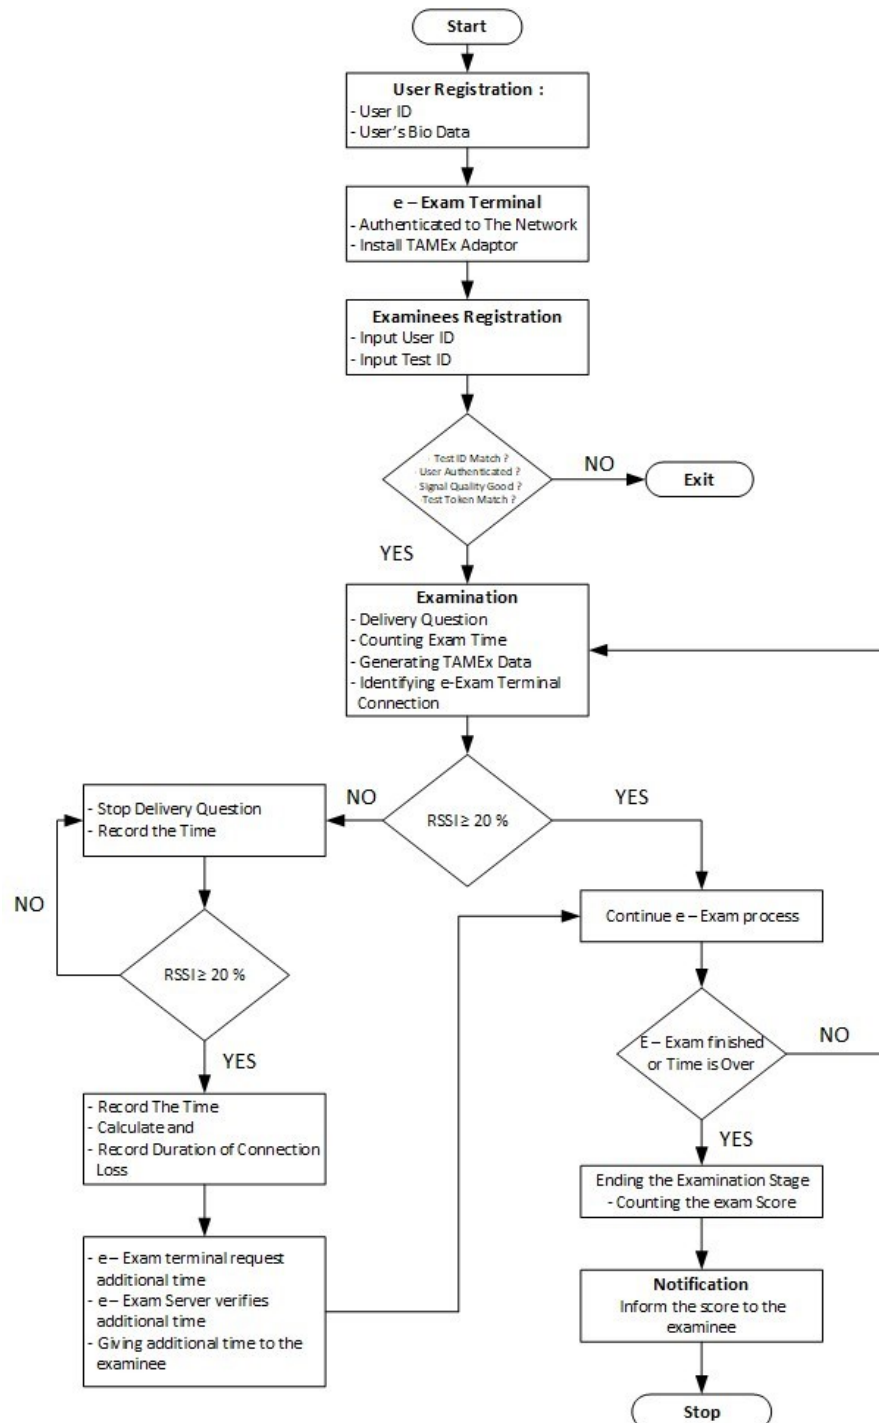 Start
User Registration :
- User ID
- User's Bio Data
e – Exam Terminal
- Authenticated to The Network
- Install TAMEx Adaptor
Examinees Registration
- Input User ID
- Input Test ID
- Test ID Match ?
- User Authenticated ?
- Signal Quality Good ?
- Test Token Match ?
NO
Exit
YES
Examination
- Delivery Question
- Counting Exam Time
- Generating TAMEx Data
- Identifying e-Exam Terminal
Connection
RSSI ≥ 20 %
NO
YES
- Stop Delivery Question
- Record the Time
NO
RSSI ≥ 20 %
YES
- Record The Time
- Calculate and
- Record Duration of Connection
Loss
- e – Exam terminal request
additional time
- e – Exam Server verifies
additional time
- Giving additional time to the
examinee
Continue e – Exam process
E – Exam finished
or Time is Over
NO
YES
Ending the Examination Stage
- Counting the exam Score
Notification
Inform the score to the
examinee
Stop